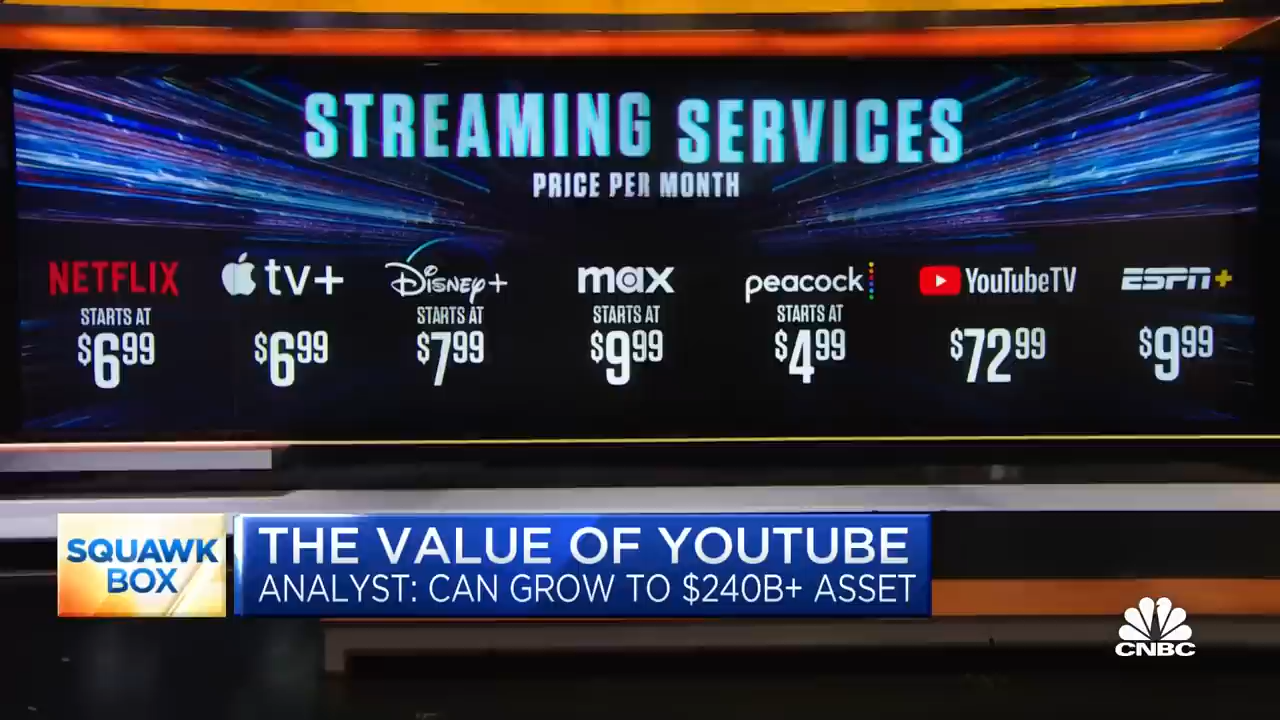 STREAMING SERVICES
PRICE PER MONTH
NETFLIX
STARTS AT
$6.99
tv+
$6.99
Disney+
STARTS AT
$7.99
max
STARTS AT
$9.99
peacock
STARTS AT
$4.99
YouTubeTV
$72.99
ESPN+
$9.99
SQUAWK
BOX
THE VALUE OF YOUTUBE
ANALYST: CAN GROW TO $240B+ ASSET
CNBC